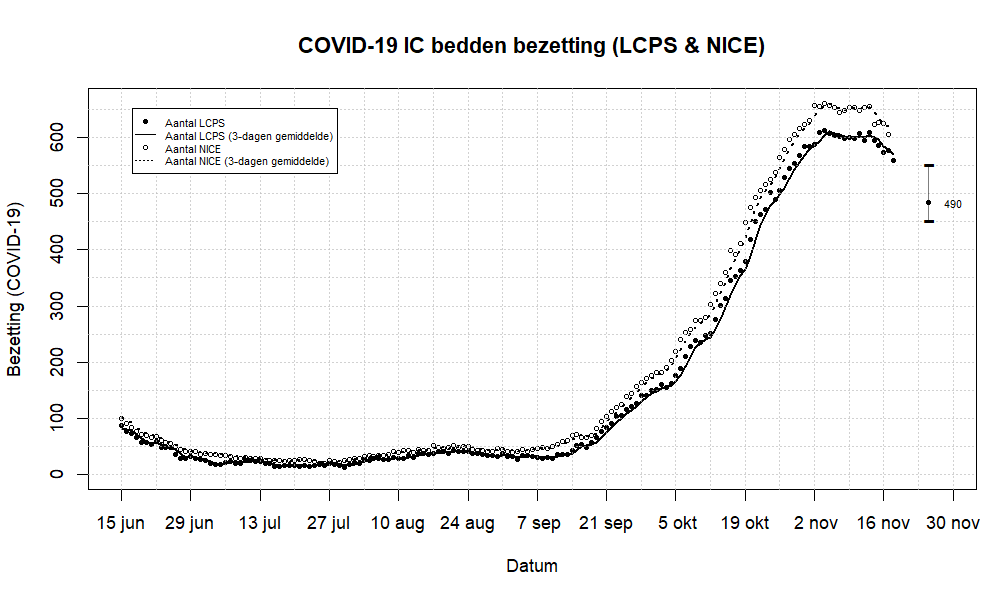 COVID-19 IC bedden bezetting (LCPS & NICE)
Aantal LCPS
Aantal LCPS (3-dagen gemiddelde)
Aantal NICE
Aantal NICE (3-dagen gemiddelde)
Bezetting (COVID-19)
600
500
400
300
200
100
0
490
15 jun 29 jun 13 jul 27 jul 10 aug 24 aug 7 sep 21 sep 5 okt 19 okt 2 nov 16 nov 30 nov
Datum